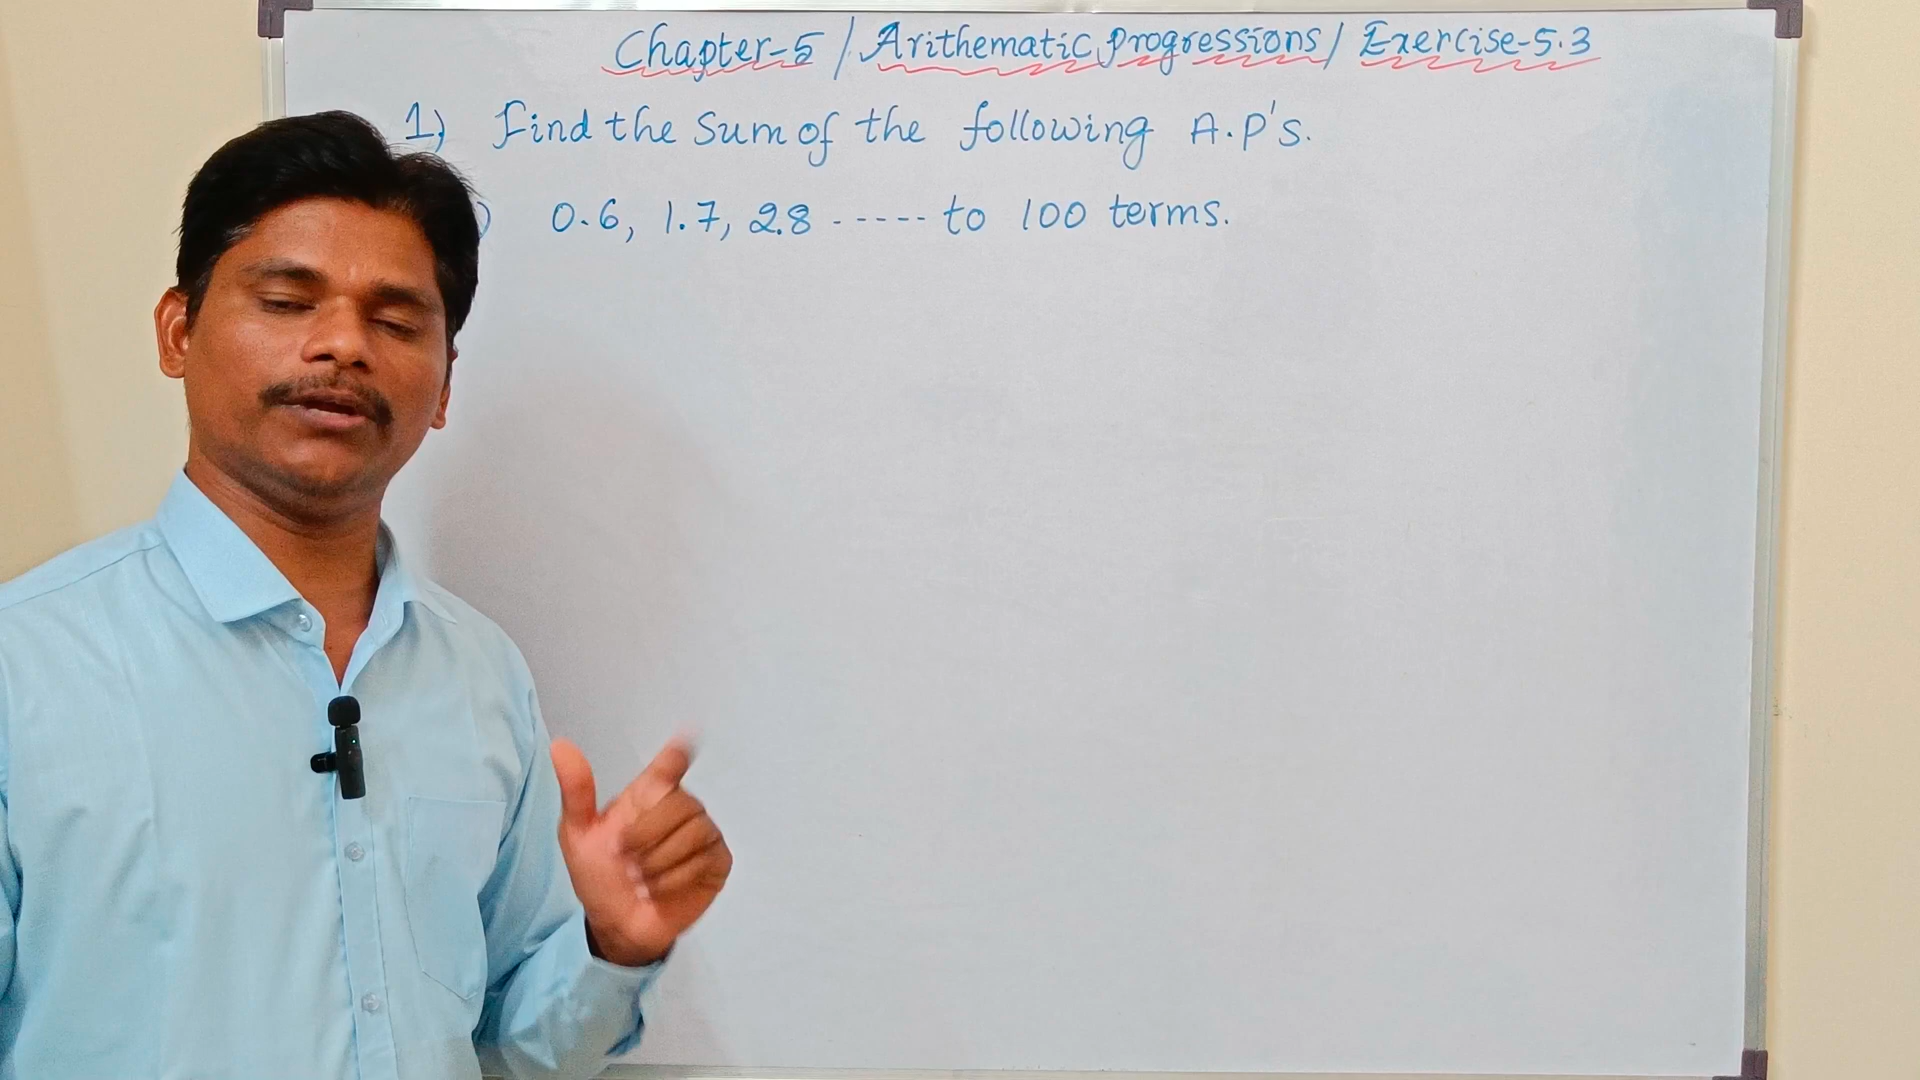 Chapter-5 / Arithematic progressions / Exercise-5.3
1) Find the Sum of the following A.P's.
) 0.6, 1.7, 2.8 ----- to 100 terms.